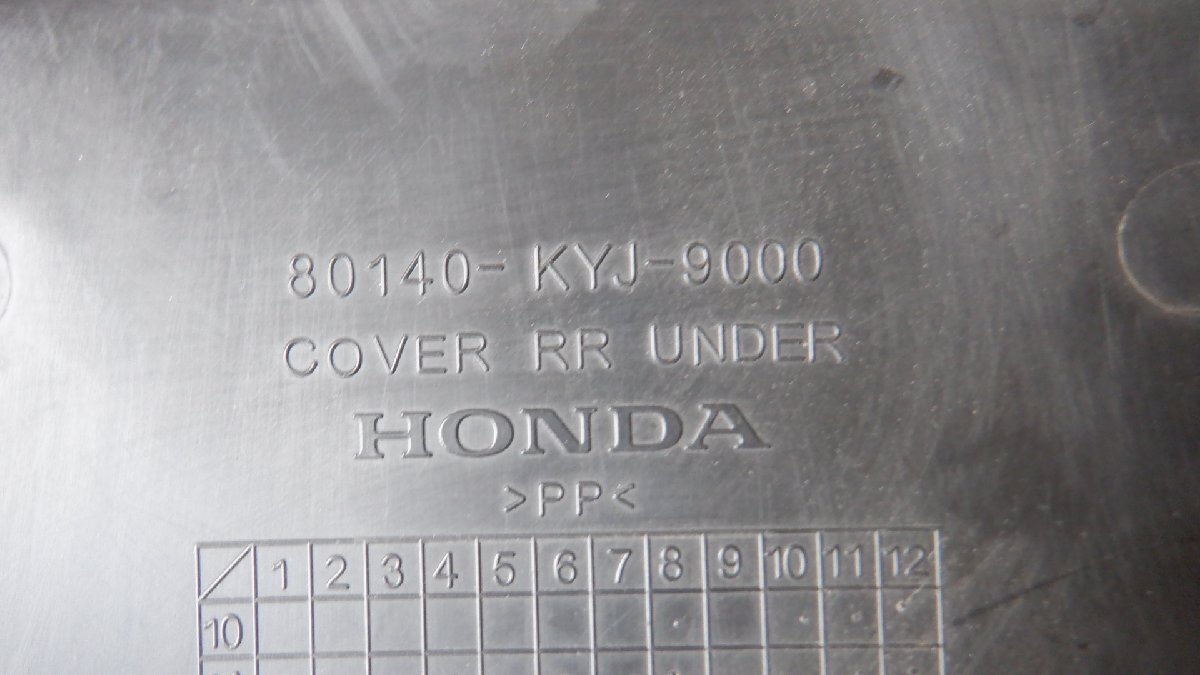 80140-KYJ-9000
COVER RR UNDER
HONDA
>PP<
1 2 3 4 5 6 7 8 9 10 11 12
10